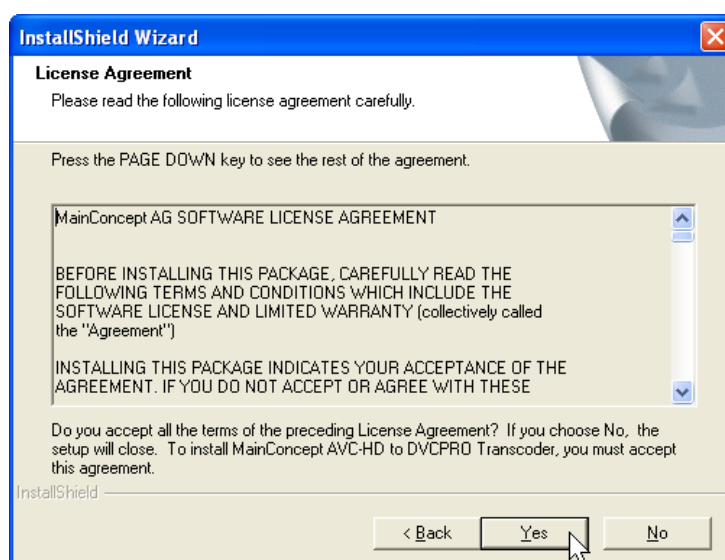 InstallShield Wizard
License Agreement
Please read the following license agreement carefully.
Press the PAGE DOWN key to see the rest of the agreement.
MainConcept AG SOFTWARE LICENSE AGREEMENT
BEFORE INSTALLING THIS PACKAGE, CAREFULLY READ THE
FOLLOWING TERMS AND CONDITIONS WHICH INCLUDE THE
SOFTWARE LICENSE AND LIMITED WARRANTY (collectively called
the "Agreement")
INSTALLING THIS PACKAGE INDICATES YOUR ACCEPTANCE OF THE
AGREEMENT. IF YOU DO NOT ACCEPT OR AGREE WITH THESE
Do you accept all the terms of the preceding License Agreement?  If you choose No,  the
setup will close.  To install MainConcept AVC-HD to DVCPRO Transcoder, you must accept
this agreement.
InstallShield
< Back
Yes
No